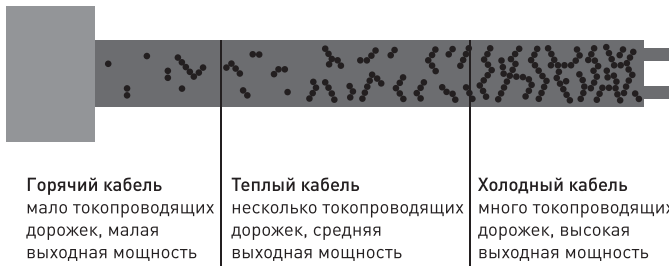 Горячий кабель
мало токопроводящих
дорожек, малая
выходная мощность
Теплый кабель
несколько токопроводящих
дорожек, средняя
выходная мощность
Холодный кабель
много токопроводящих
дорожек, высокая
выходная мощность